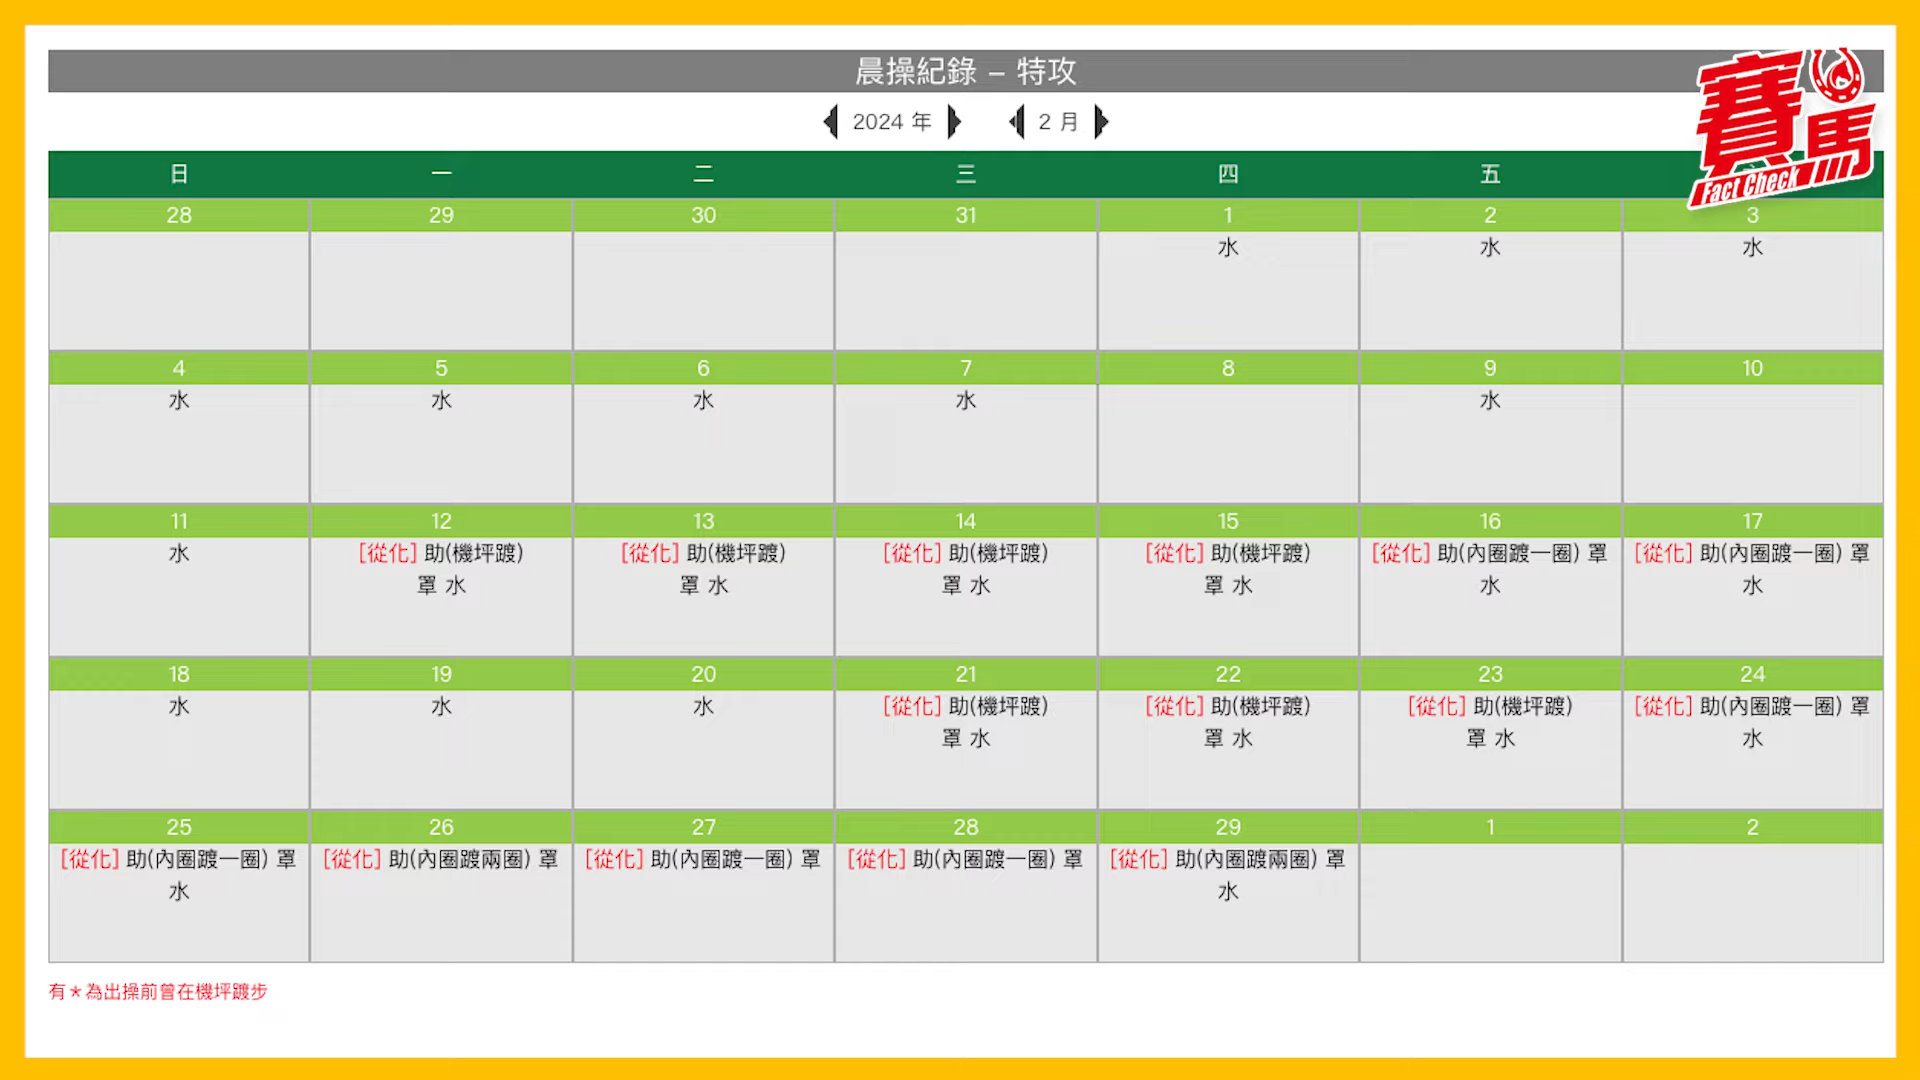 晨操紀錄 – 特攻
2024 年 2 月
賽馬
Fact Check
日 一 二 三 四 五
28 29 30 31 1 2 3
水 水 水
4 5 6 7 8 9 10
水 水 水 水 水
11 12 13 14 15 16 17
水 [從化] 助(機坪踱) [從化] 助(機坪踱) [從化] 助(機坪踱) [從化] 助(機坪踱) [從化] 助(內圈踱一圈) 罩 [從化] 助(內圈踱一圈) 罩
罩 水 罩 水 罩 水 罩 水 水 水
18 19 20 21 22 23 24
水 水 水 [從化] 助(機坪踱) [從化] 助(機坪踱) [從化] 助(機坪踱) [從化] 助(內圈踱一圈) 罩
罩 水 罩 水 罩 水 水
25 26 27 28 29 1 2
[從化] 助(內圈踱一圈) 罩 [從化] 助(內圈踱兩圈) 罩 [從化] 助(內圈踱一圈) 罩 [從化] 助(內圈踱一圈) 罩 [從化] 助(內圈踱兩圈) 罩
水 水
有＊為出操前曾在機坪踱步